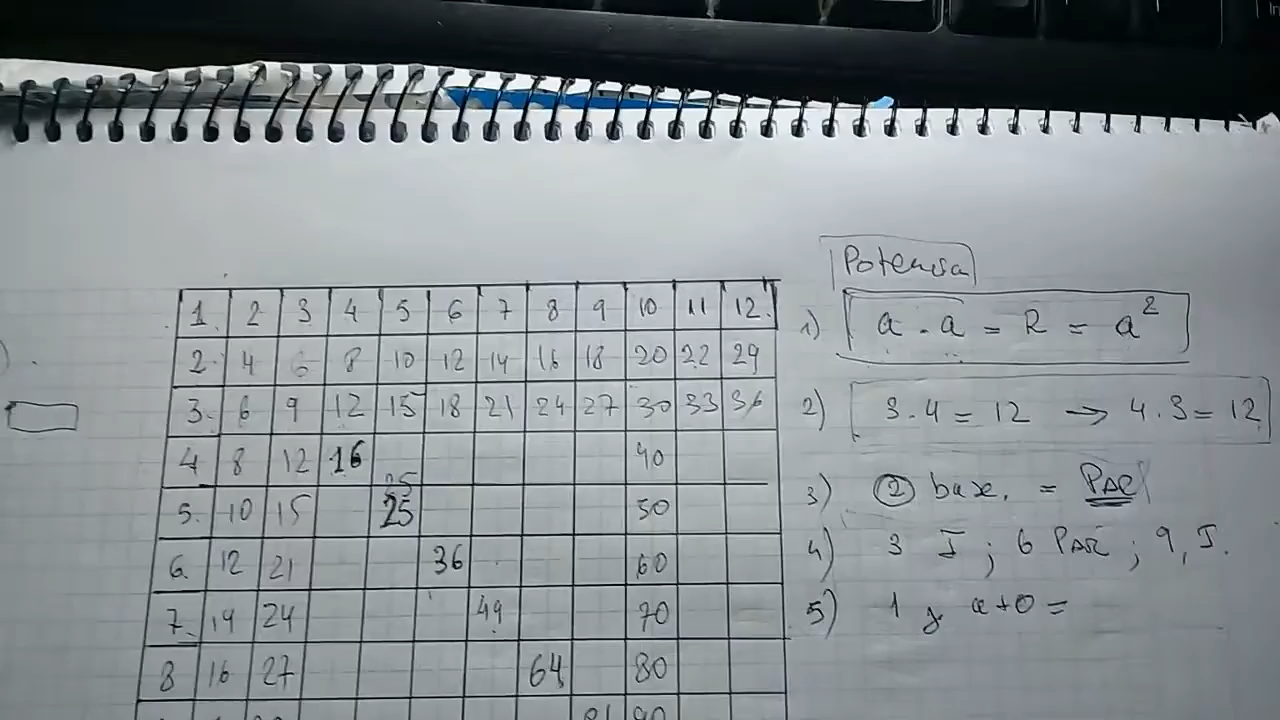 1. 2 3 4 5 6 7 8 9 10 11 12.
2. 4 6 8 10 12 14 16 18 20 22 24
3. 6 9 12 15 18 21 24 27 30 33 36
4 8 12 16 40
25
5. 10 15 25 50
6. 12 21 36 60
7. 14 24 49 70
8 16 27 64 80
81 90
Potencia
1) a . a = R = a²
2) 3.4 = 12 → 4.3 = 12
3) ② base. = PAR
4) 3 I ; 6 PAR ; 9, I.
5) 1 y a+0 =